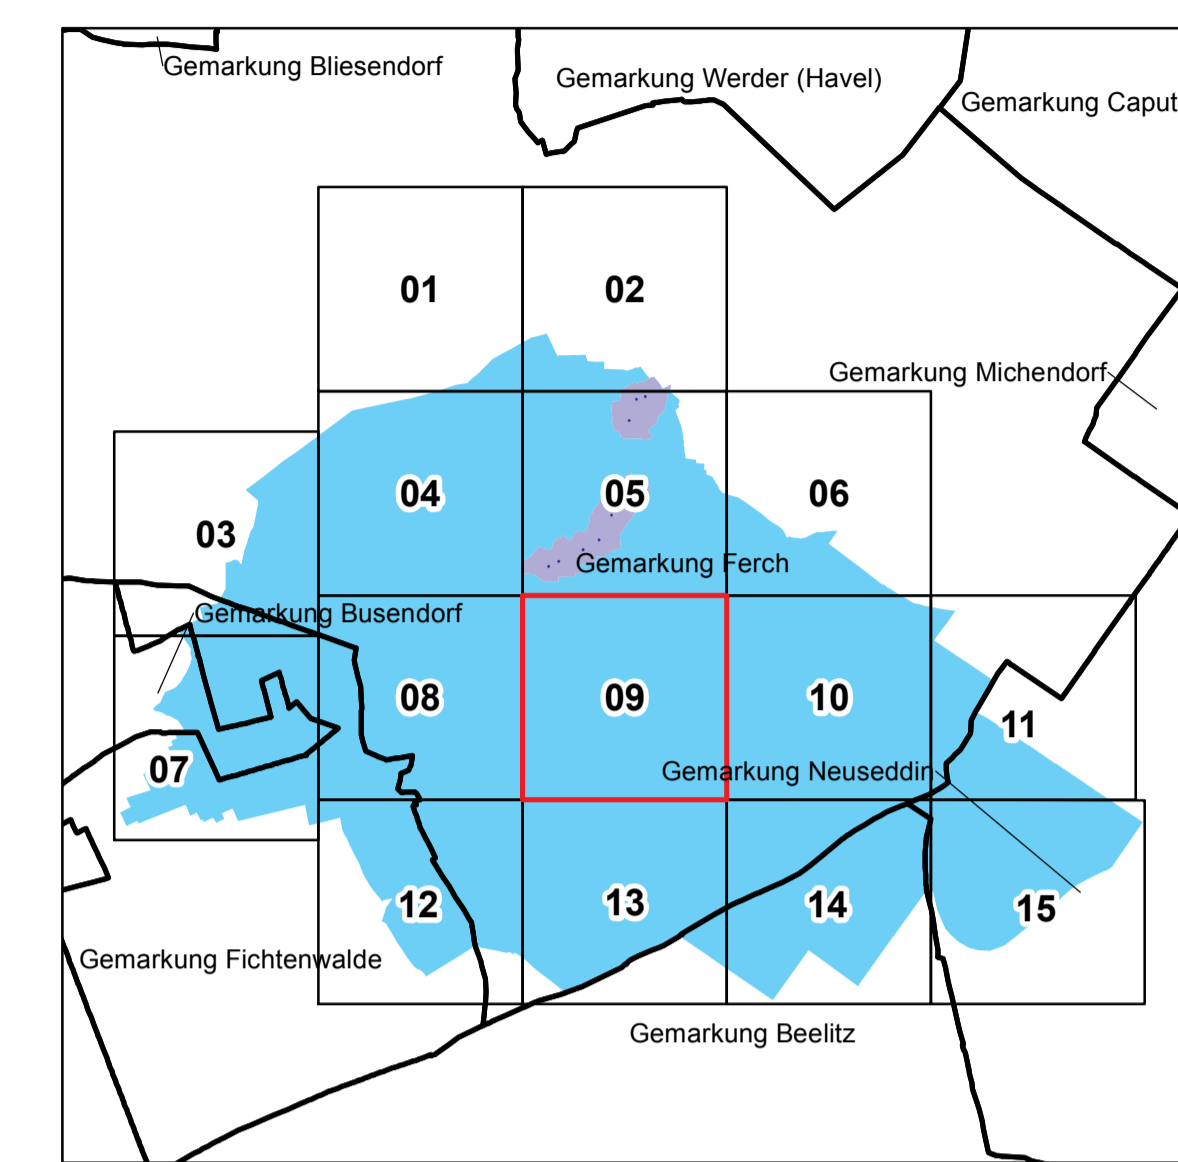 Gemarkung Bliesendorf
Gemarkung Werder (Havel)
Gemarkung Caput
01
02
Gemarkung Michendorf
03
04
05
06
Gemarkung Ferch
Gemarkung Busendorf
07
08
09
10
11
Gemarkung Neuseddin
12
13
14
15
Gemarkung Fichtenwalde
Gemarkung Beelitz